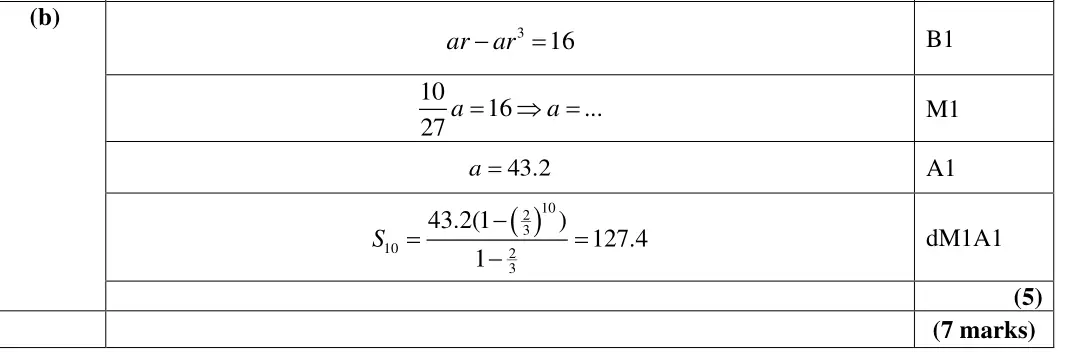 (b)
ar − ar³ = 16 B1
10/27 a = 16 ⇒ a = ... M1
a = 43.2 A1
S₁₀ = 43.2(1 − (2/3)¹⁰) / 1 − 2/3 = 127.4 dM1A1
(5)
(7 marks)